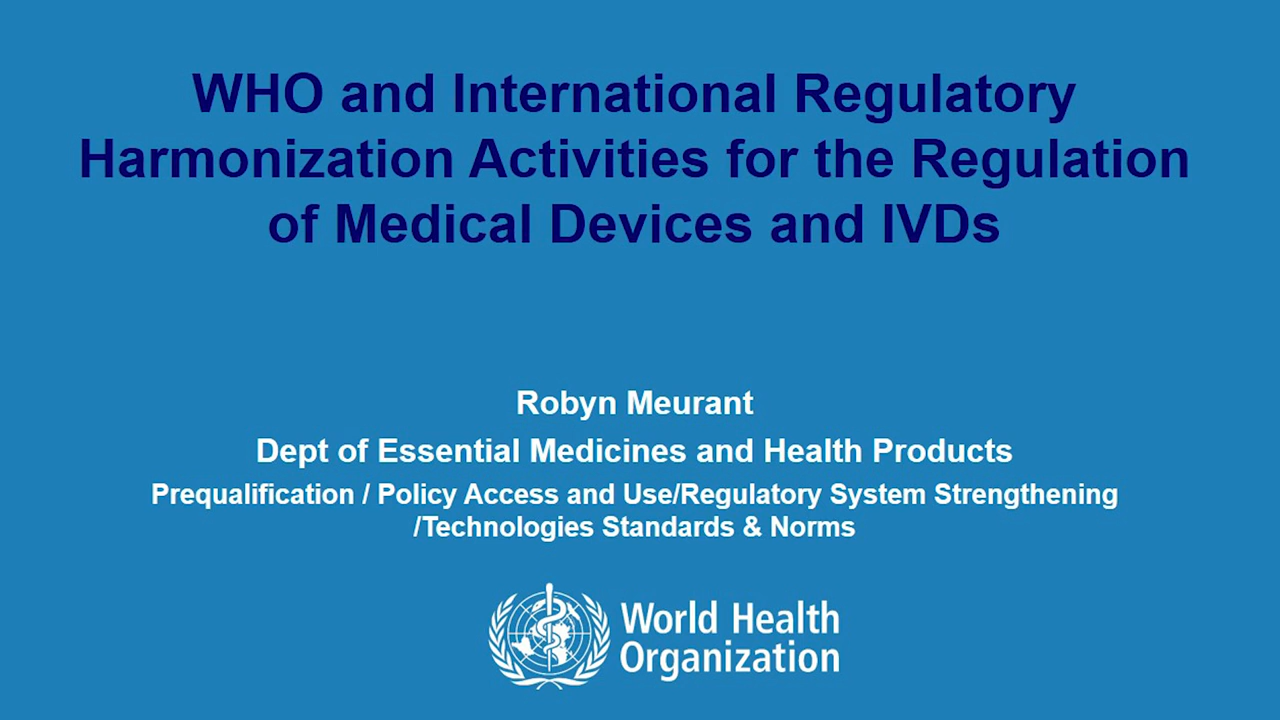 WHO and International Regulatory
Harmonization Activities for the Regulation
of Medical Devices and IVDs
Robyn Meurant
Dept of Essential Medicines and Health Products
Prequalification / Policy Access and Use/Regulatory System Strengthening
/Technologies Standards & Norms
World Health
Organization